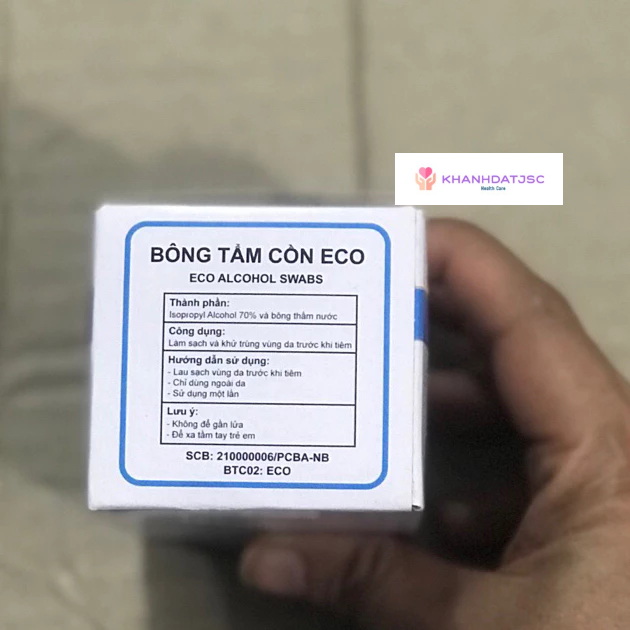 KHANHDATJSC
Health Care
BÔNG TẨM CỒN ECO
ECO ALCOHOL SWABS
Thành phần:
Isopropyl Alcohol 70% và bông thấm nước
Công dụng:
Làm sạch và khử trùng vùng da trước khi tiêm
Hướng dẫn sử dụng:
- Lau sạch vùng da trước khi tiêm
- Chỉ dùng ngoài da
- Sử dụng một lần
Lưu ý:
- Không để gần lửa
- Để xa tầm tay trẻ em
SCB: 210000006/PCBA-NB
BTC02: ECO